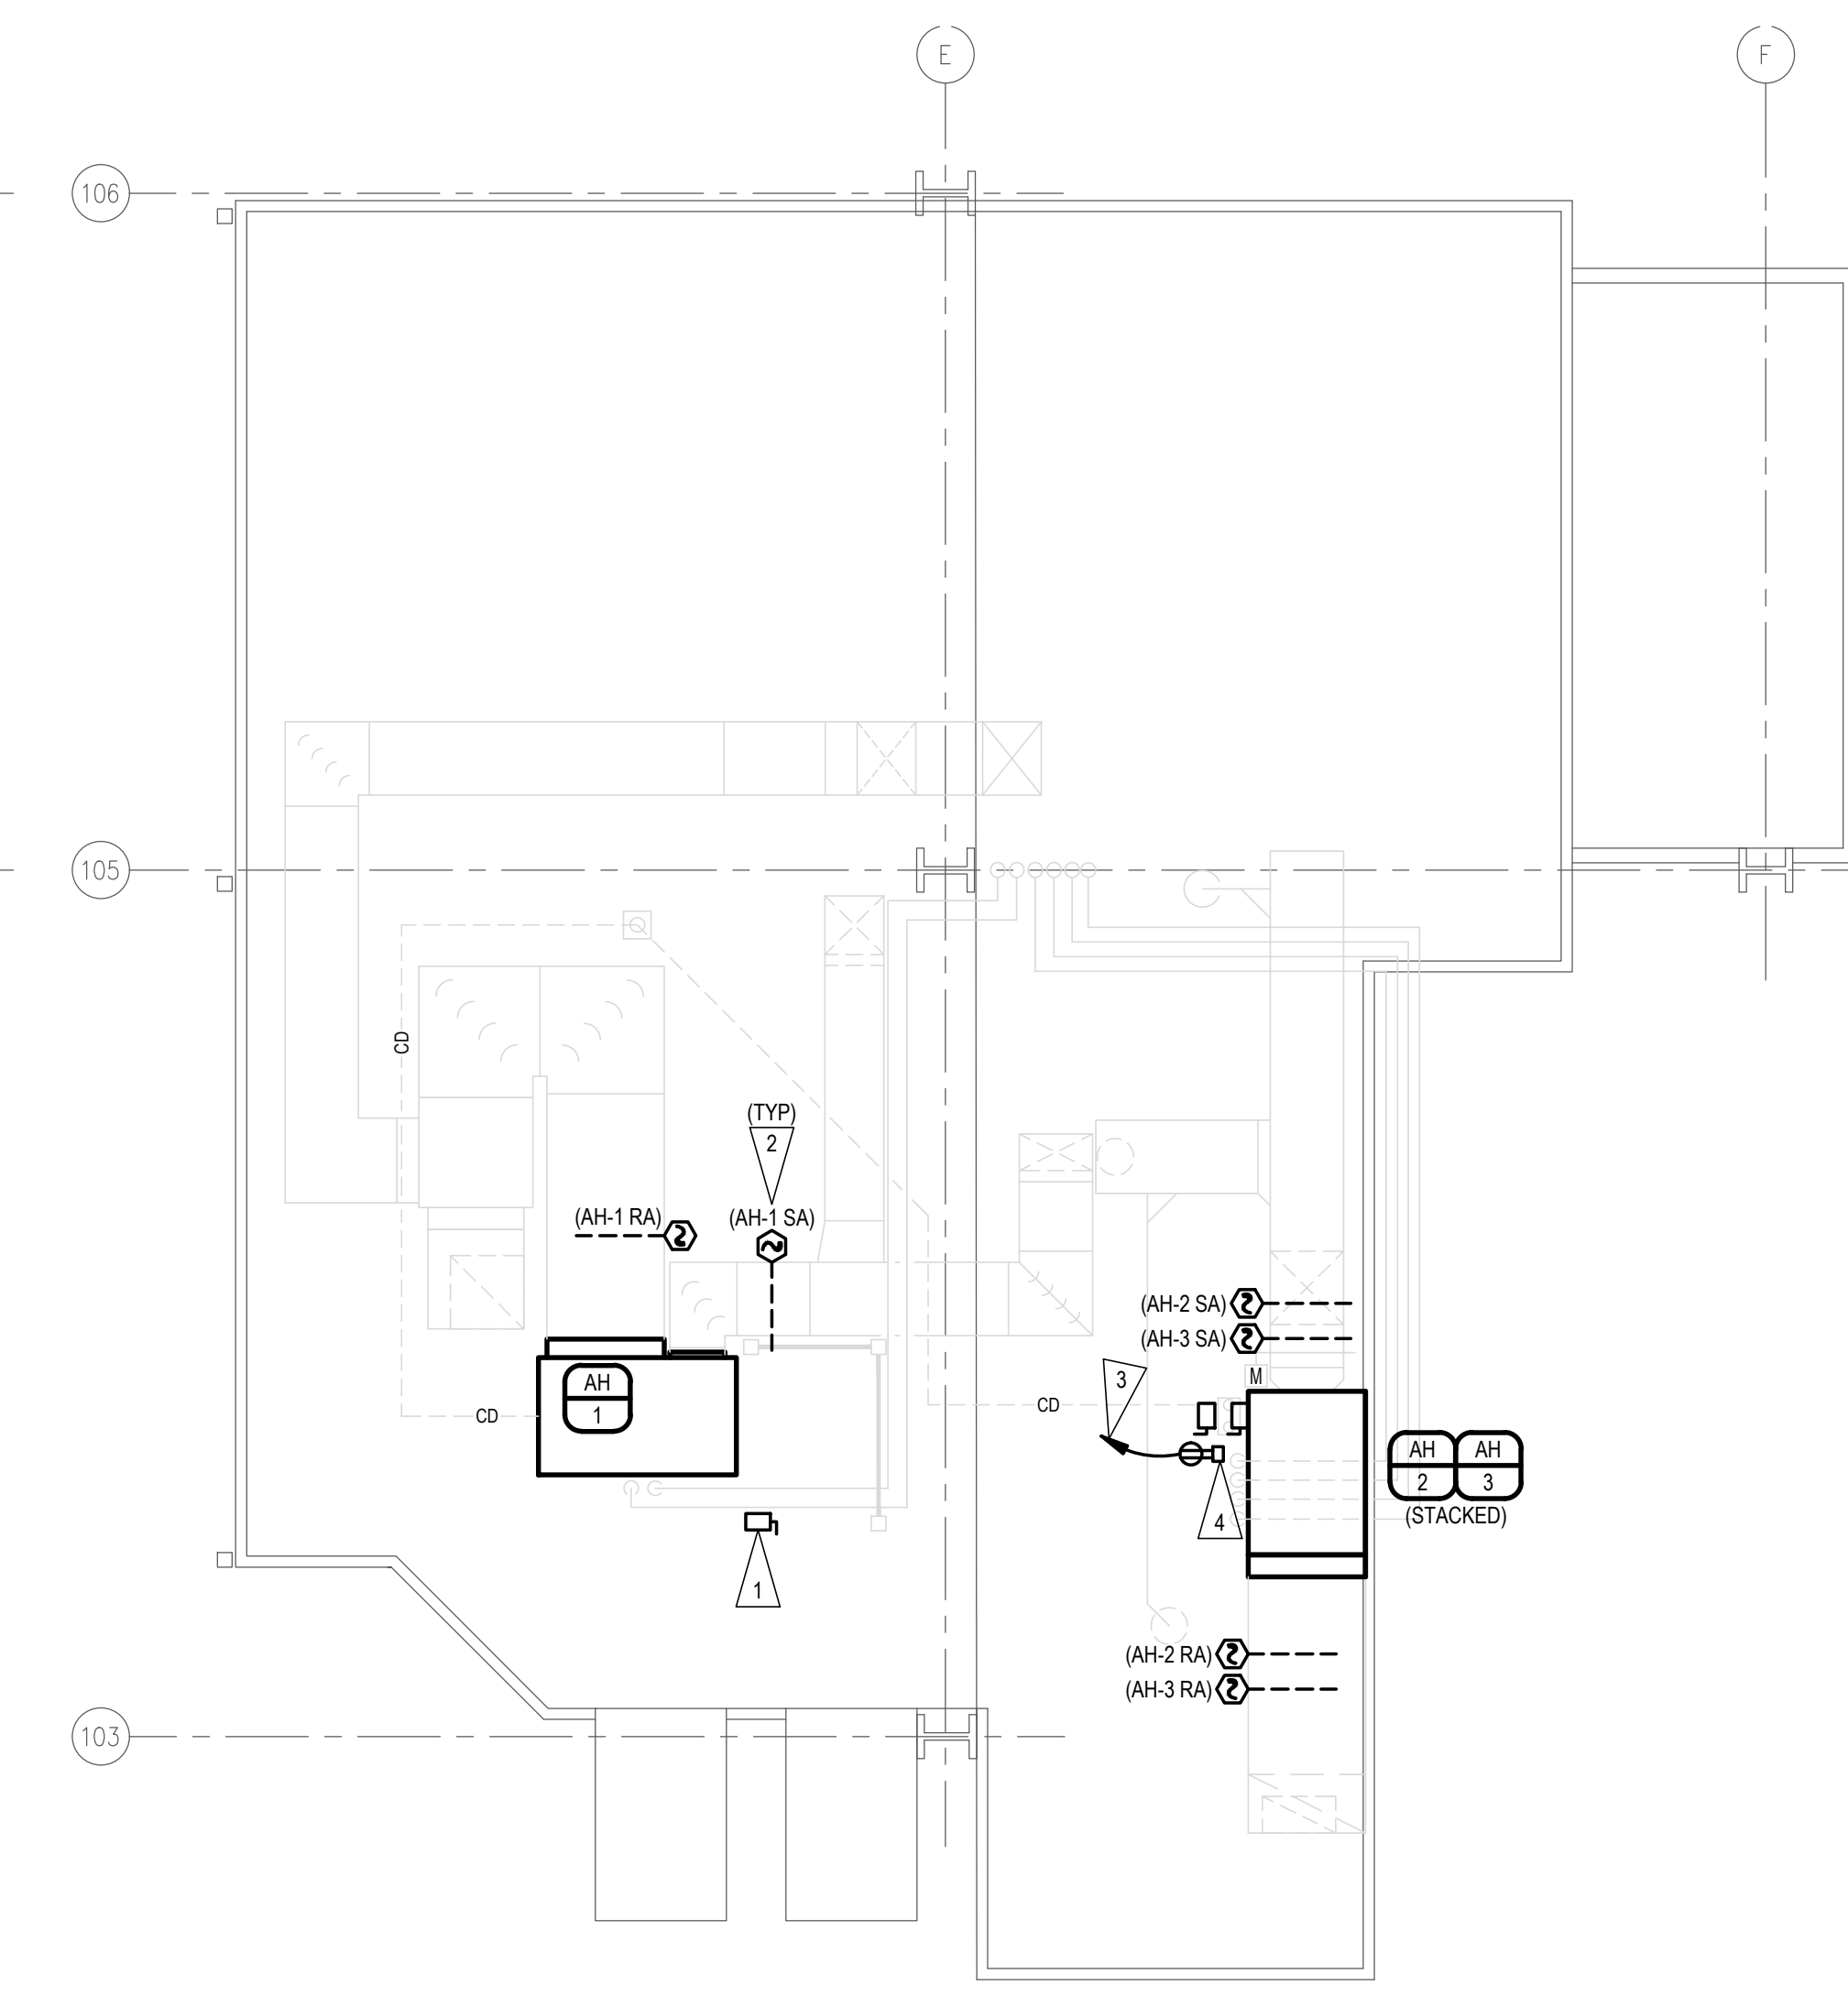 E
F
106
105
CD
(TYP)
2
(AH-1 RA)
(AH-1 SA)
(AH-2 SA)
(AH-3 SA)
M
3
AH
1
CD
CD
AH
2
AH
3
(STACKED)
4
1
(AH-2 RA)
(AH-3 RA)
103